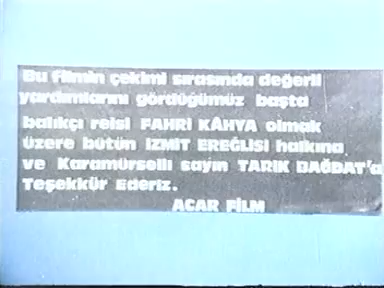 Bu filmin çekimi sırasında değerli
yardımlarını gördüğümüz başta
balıkçı reisi FAHRİ KÂHYA olmak
üzere bütün İZMİT EREĞLİSİ halkına
ve Karamürselli sayın TARIK DAĞBAT'a
Teşekkür Ederiz.
ACAR FİLM